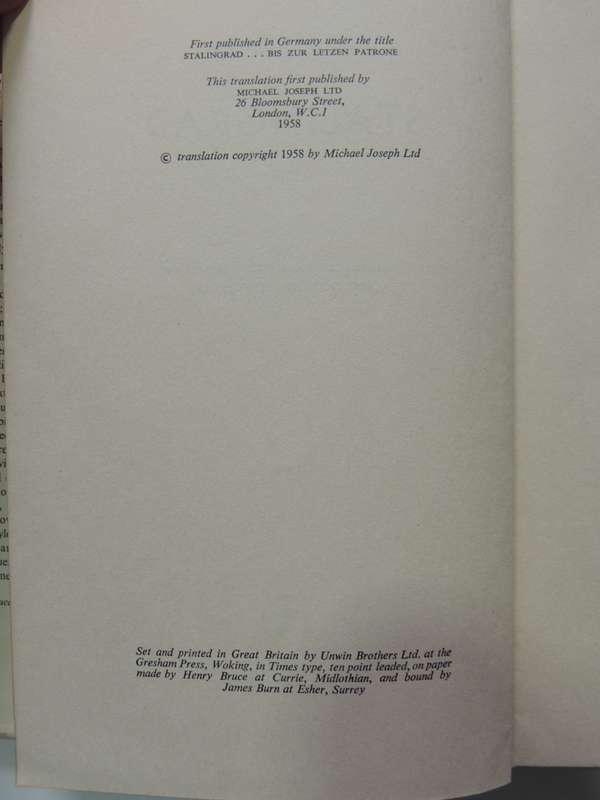 First published in Germany under the title
STALINGRAD . . . BIS ZUR LETZEN PATRONE
This translation first published by
MICHAEL JOSEPH LTD
26 Bloomsbury Street,
London, W.C.1
1958
© translation copyright 1958 by Michael Joseph Ltd
Set and printed in Great Britain by Unwin Brothers Ltd. at the
Gresham Press, Woking, in Times type, ten point leaded, on paper
made by Henry Bruce at Currie, Midlothian, and bound by
James Burn at Esher, Surrey